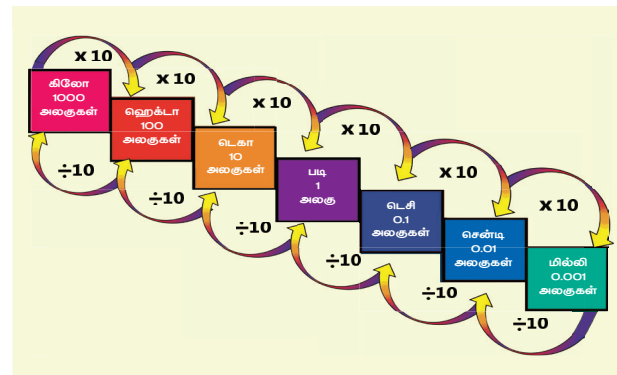 x 10
x 10
x 10
x 10
x 10
x 10
கிலோ
1000
அலகுகள்
ஹெக்டா
100
அலகுகள்
டெகா
10
அலகுகள்
படி
1
அலகு
டெசி
0.1
அலகுகள்
சென்டி
0.01
அலகுகள்
மில்லி
0.001
அலகுகள்
÷10
÷10
÷10
÷10
÷10
÷10